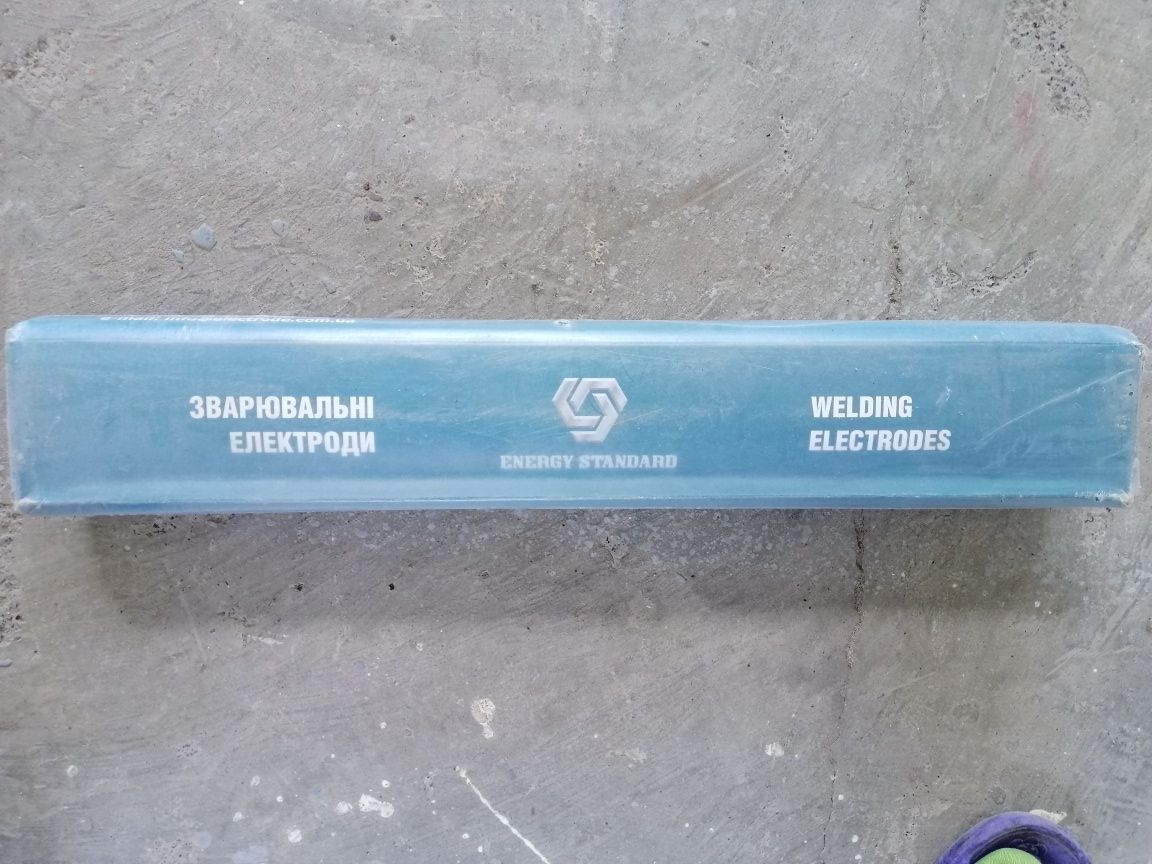 ЗВАРЮВАЛЬНІ
ЕЛЕКТРОДИ
ENERGY STANDARD
WELDING
ELECTRODES